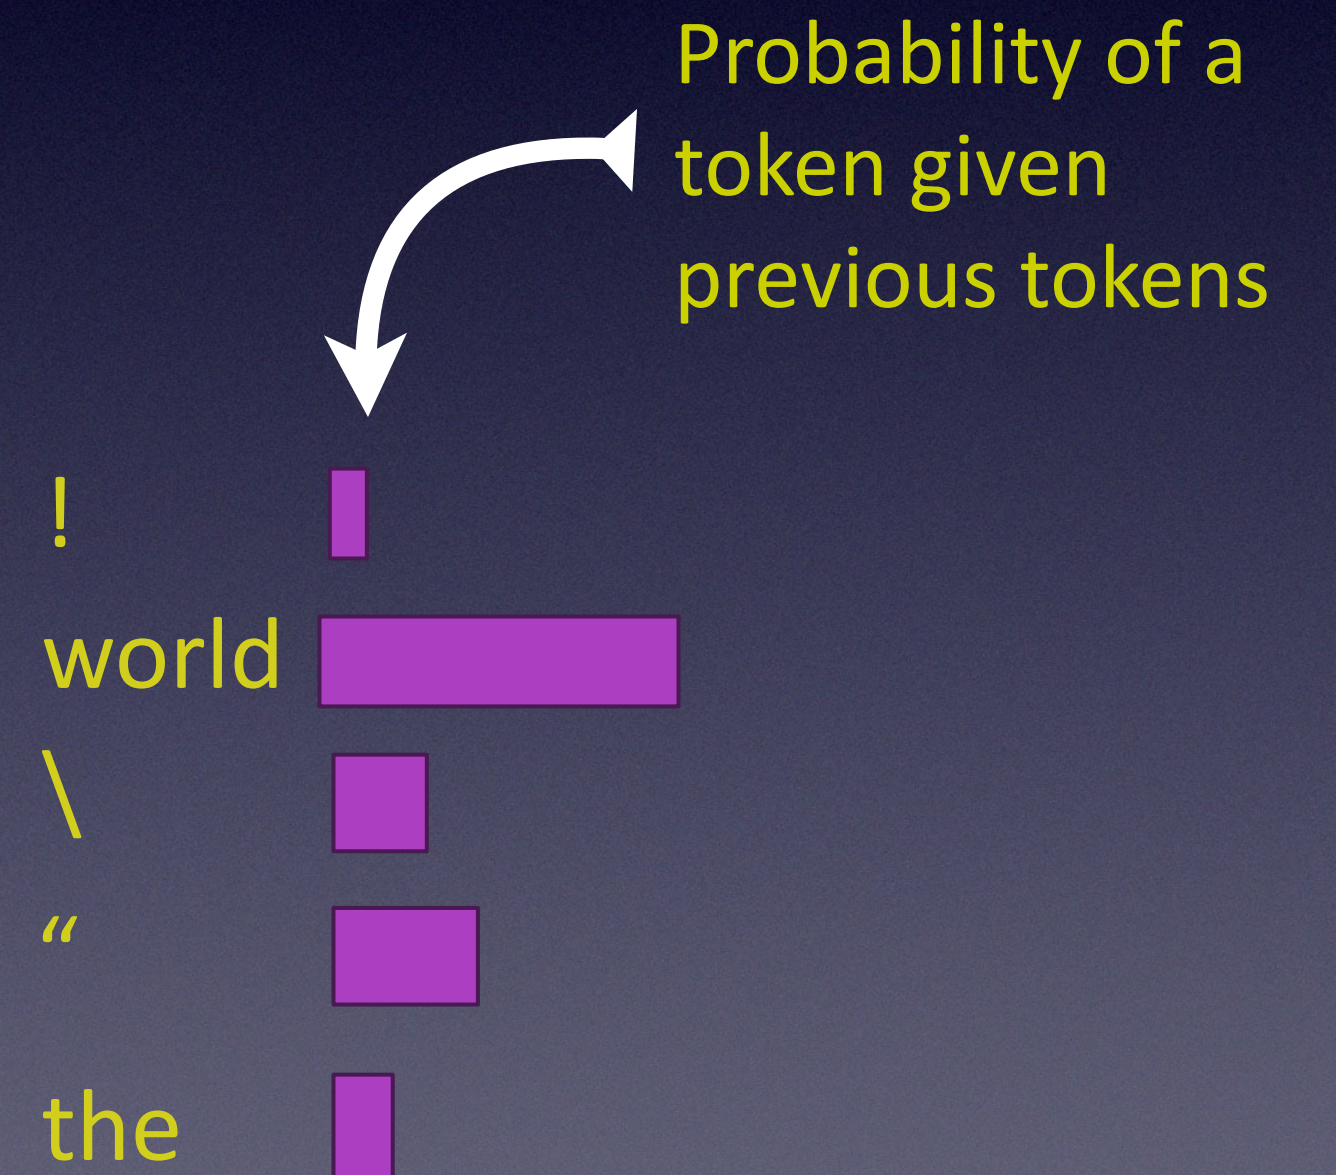 Probability of a
token given
previous tokens
!
world
\
“
the